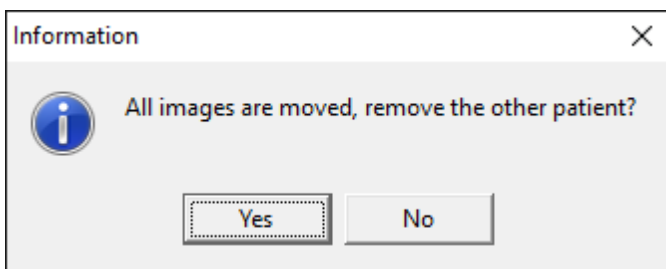 Information
All images are moved, remove the other patient?
Yes
No